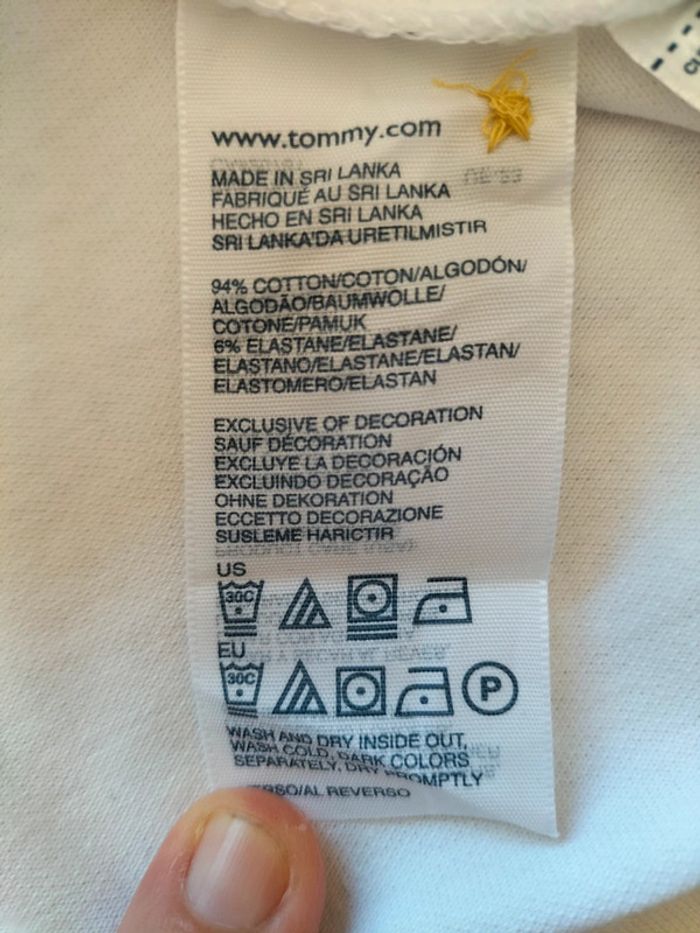 www.tommy.com
MADE IN SRI LANKA
FABRIQUÉ AU SRI LANKA
HECHO EN SRI LANKA
SRI LANKA'DA URETILMISTIR
94% COTTON/COTON/ALGODÓN/
ALGODÃO/BAUMWOLLE/
COTONE/PAMUK
6% ELASTANE/ELASTANE/
ELASTANO/ELASTANE/ELASTAN/
ELASTOMERO/ELASTAN
EXCLUSIVE OF DECORATION
SAUF DÉCORATION
EXCLUYE LA DECORACIÓN
EXCLUINDO DECORAÇÃO
OHNE DEKORATION
ECCETTO DECORAZIONE
SUSLEME HARICTIR
US
30C
EU
30C P
WASH AND DRY INSIDE OUT,
WASH COLD, DARK COLORS
SEPARATELY, DRY PROMPTLY
REVERSO